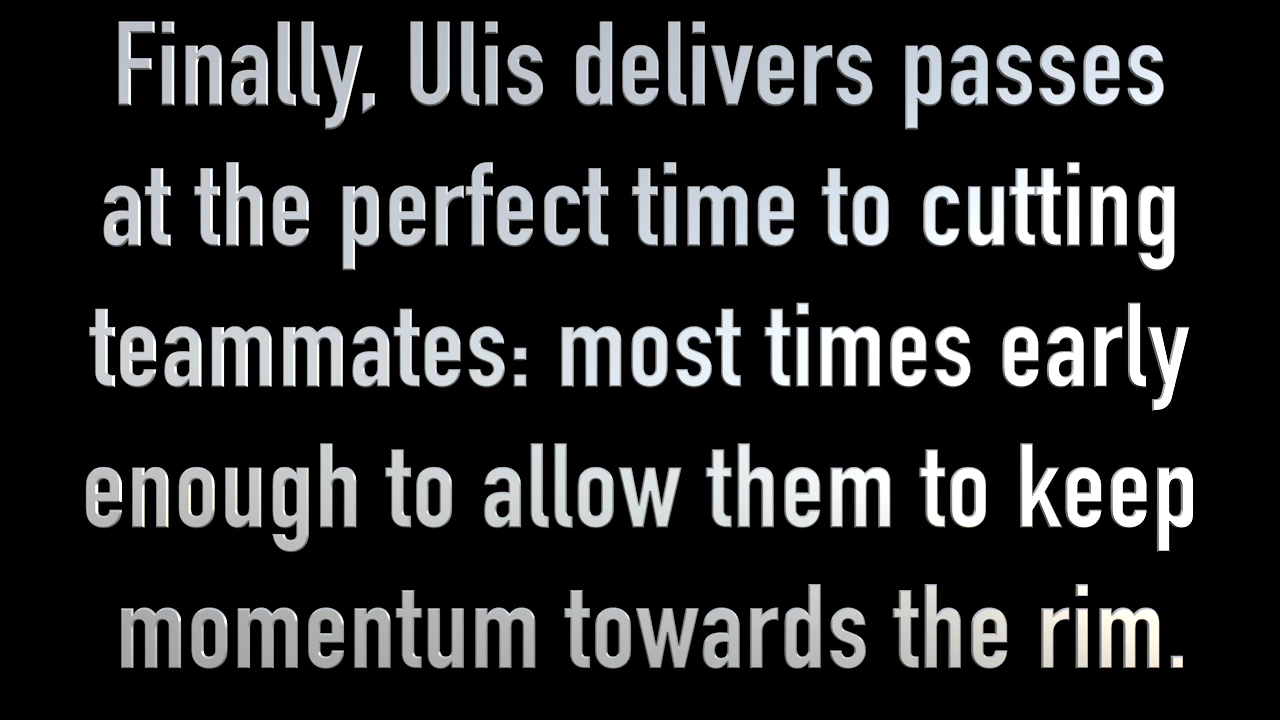 Finally, Ulis delivers passes
at the perfect time to cutting
teammates: most times early
enough to allow them to keep
momentum towards the rim.